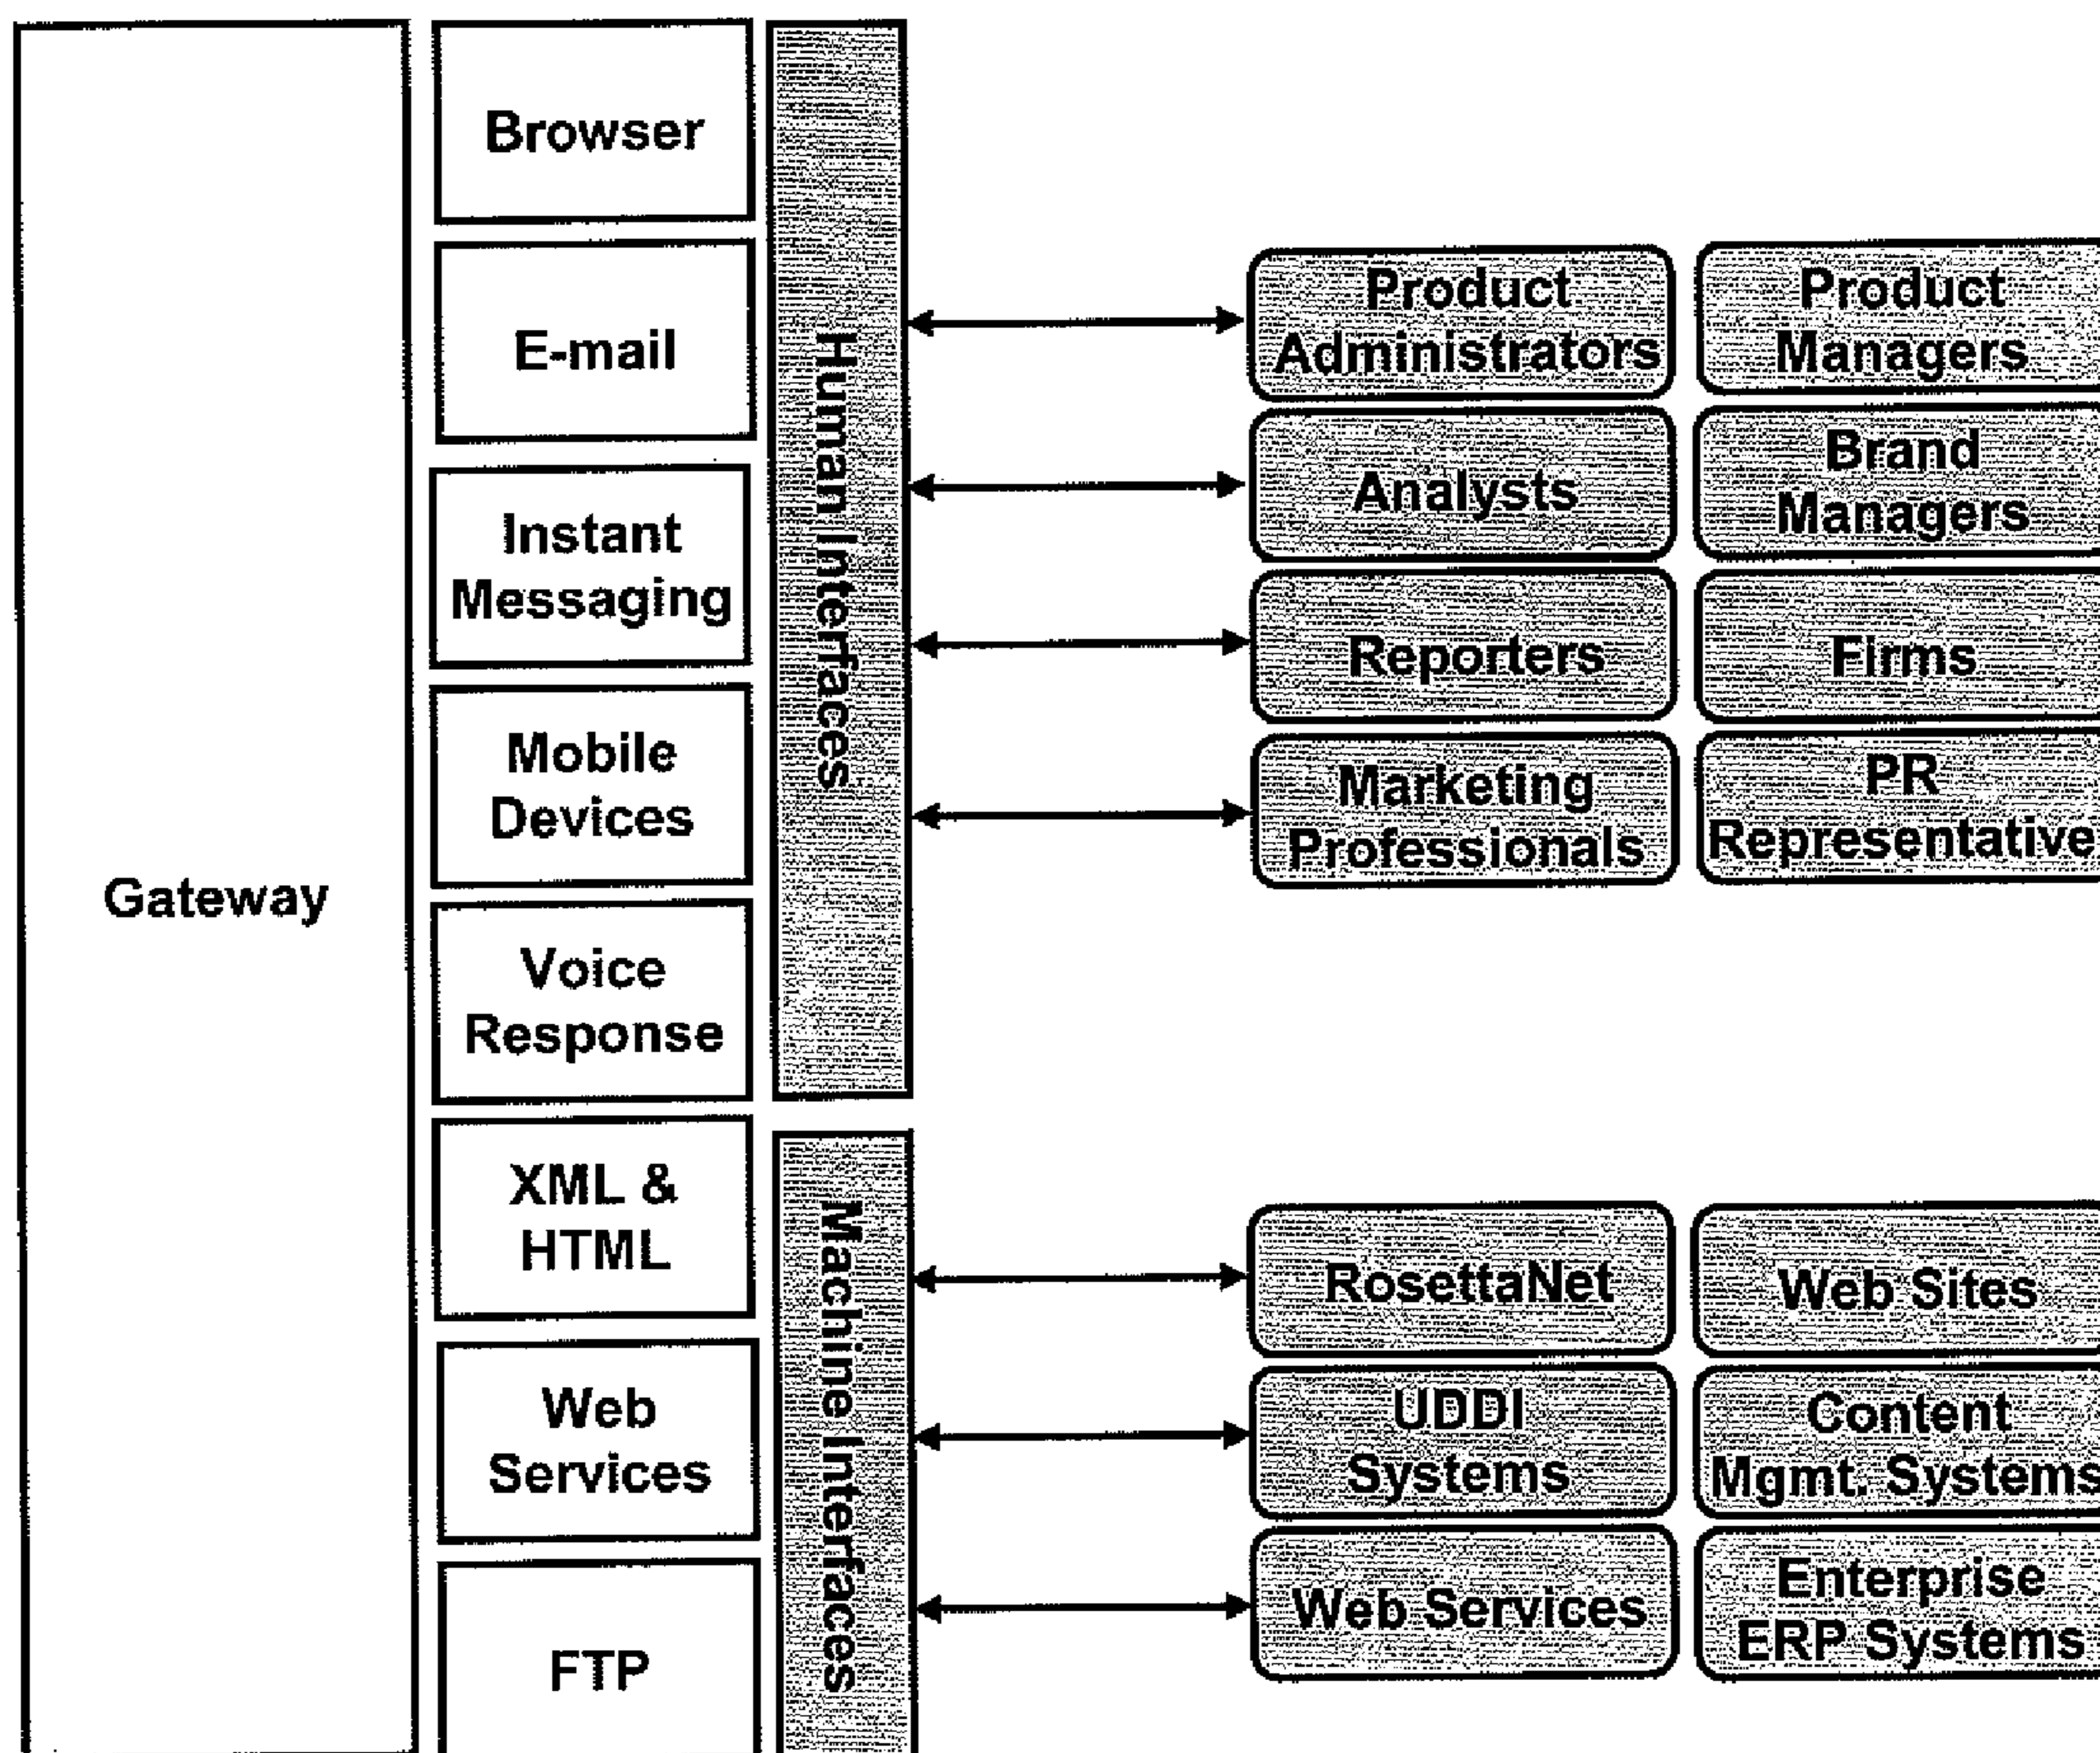 Gateway
Browser
E-mail
Instant
Messaging
Mobile
Devices
Voice
Response
XML &
HTML
Web
Services
FTP
Human Interfaces
Machine Interfaces
Product
Administrators
Product
Managers
Analysts
Brand
Managers
Reporters
Firms
Marketing
Professionals
PR
Representative
RosettaNet
Web Sites
UDDI
Systems
Content
Mgmt. Systems
Web Services
Enterprise
ERP Systems